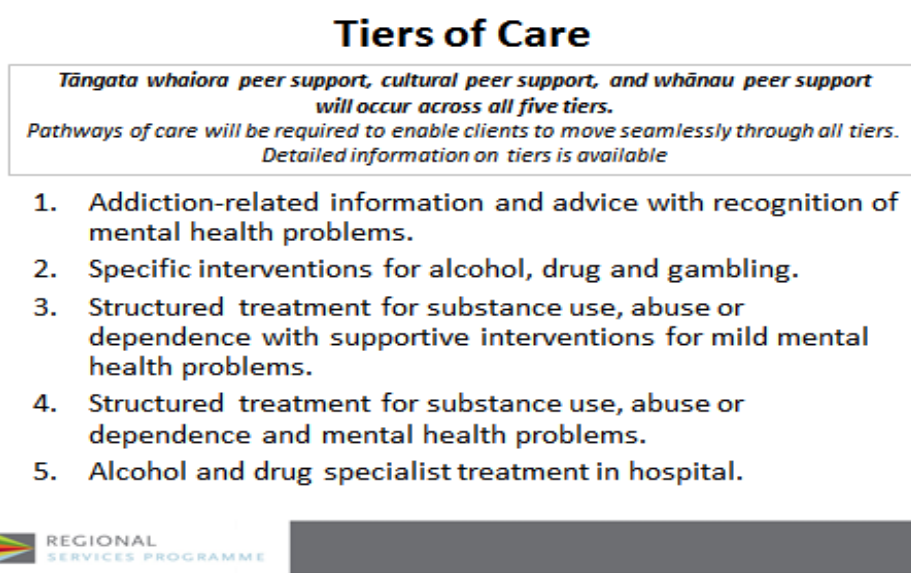 Tiers of Care
Tāngata whaiora peer support, cultural peer support, and whānau peer support
will occur across all five tiers.
Pathways of care will be required to enable clients to move seamlessly through all tiers.
Detailed information on tiers is available
1. Addiction-related information and advice with recognition of
mental health problems.
2. Specific interventions for alcohol, drug and gambling.
3. Structured treatment for substance use, abuse or
dependence with supportive interventions for mild mental
health problems.
4. Structured treatment for substance use, abuse or
dependence and mental health problems.
5. Alcohol and drug specialist treatment in hospital.
REGIONAL
SERVICES PROGRAMME